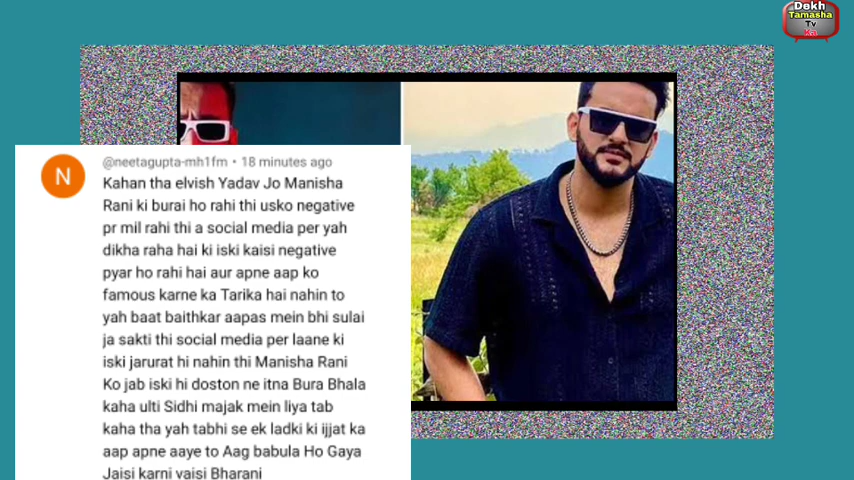 Dekh
Tamasha
Tv
Ka
N
@neetagupta-mh1fm • 18 minutes ago
Kahan tha elvish Yadav Jo Manisha
Rani ki burai ho rahi thi usko negative
pr mil rahi thi a social media per yah
dikha raha hai ki iski kaisi negative
pyar ho rahi hai aur apne aap ko
famous karne ka Tarika hai nahin to
yah baat baithkar aapas mein bhi sulai
ja sakti thi social media per laane ki
iski jarurat hi nahin thi Manisha Rani
Ko jab iski hi doston ne itna Bura Bhala
kaha ulti Sidhi majak mein liya tab
kaha tha yah tabhi se ek ladki ki ijjat ka
aap apne aaye to Aag babula Ho Gaya
Jaisi karni vaisi Bharani